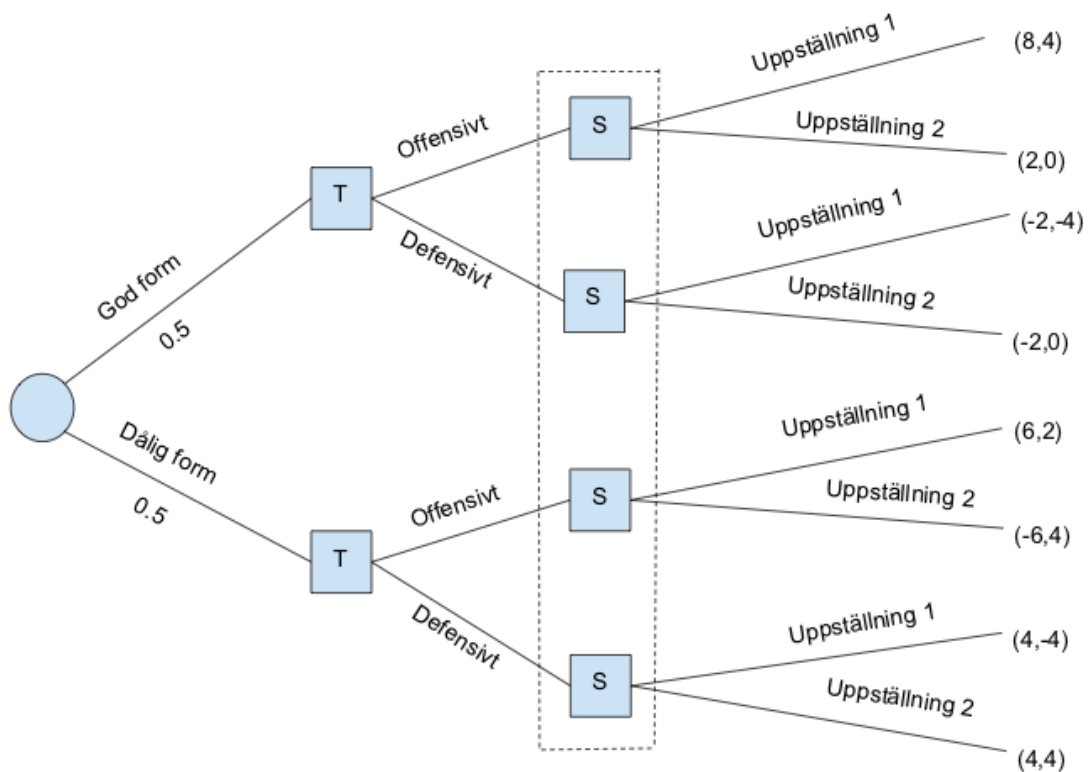 Uppställning 1
(8,4)
Offensivt
S
Uppställning 2
(2,0)
T
Uppställning 1
(-2,-4)
Defensivt
S
Uppställning 2
(-2,0)
God form
0.5
Dålig form
0.5
Uppställning 1
(6,2)
Offensivt
S
Uppställning 2
(-6,4)
T
Uppställning 1
(4,-4)
Defensivt
S
Uppställning 2
(4,4)